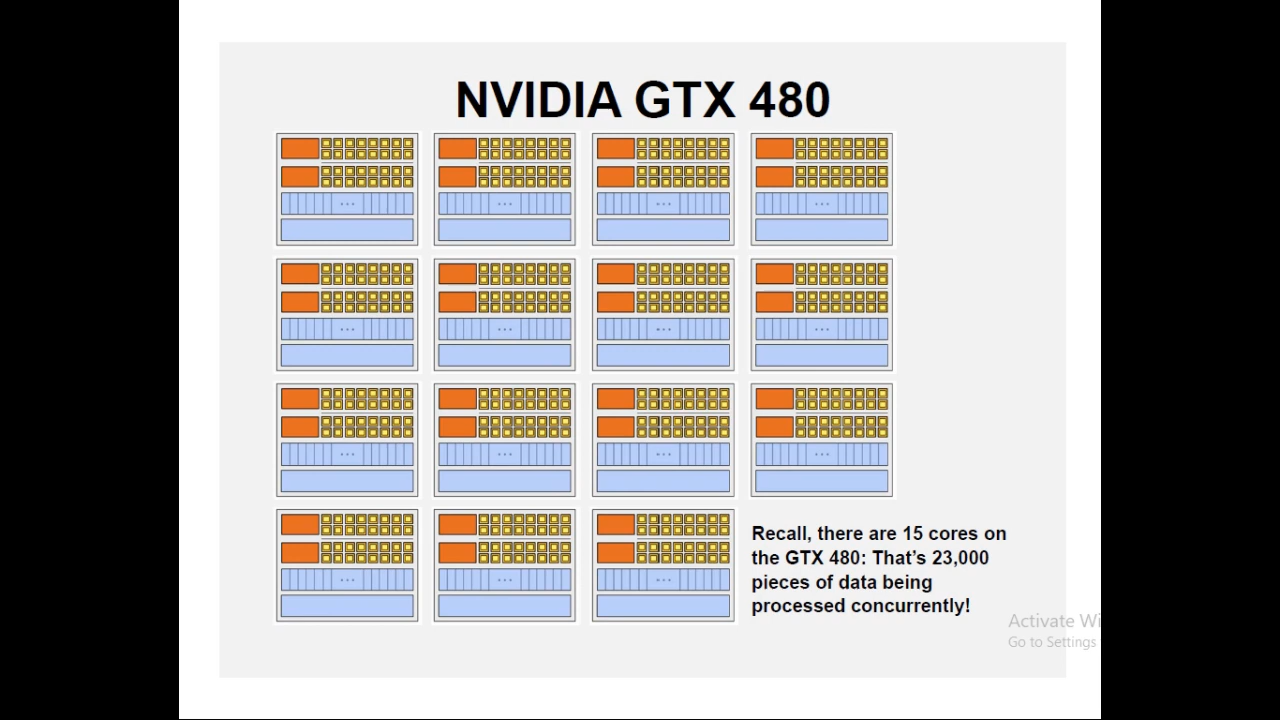 NVIDIA GTX 480
Recall, there are 15 cores on
the GTX 480: That's 23,000
pieces of data being
processed concurrently!
Activate Wi
Go to Settings